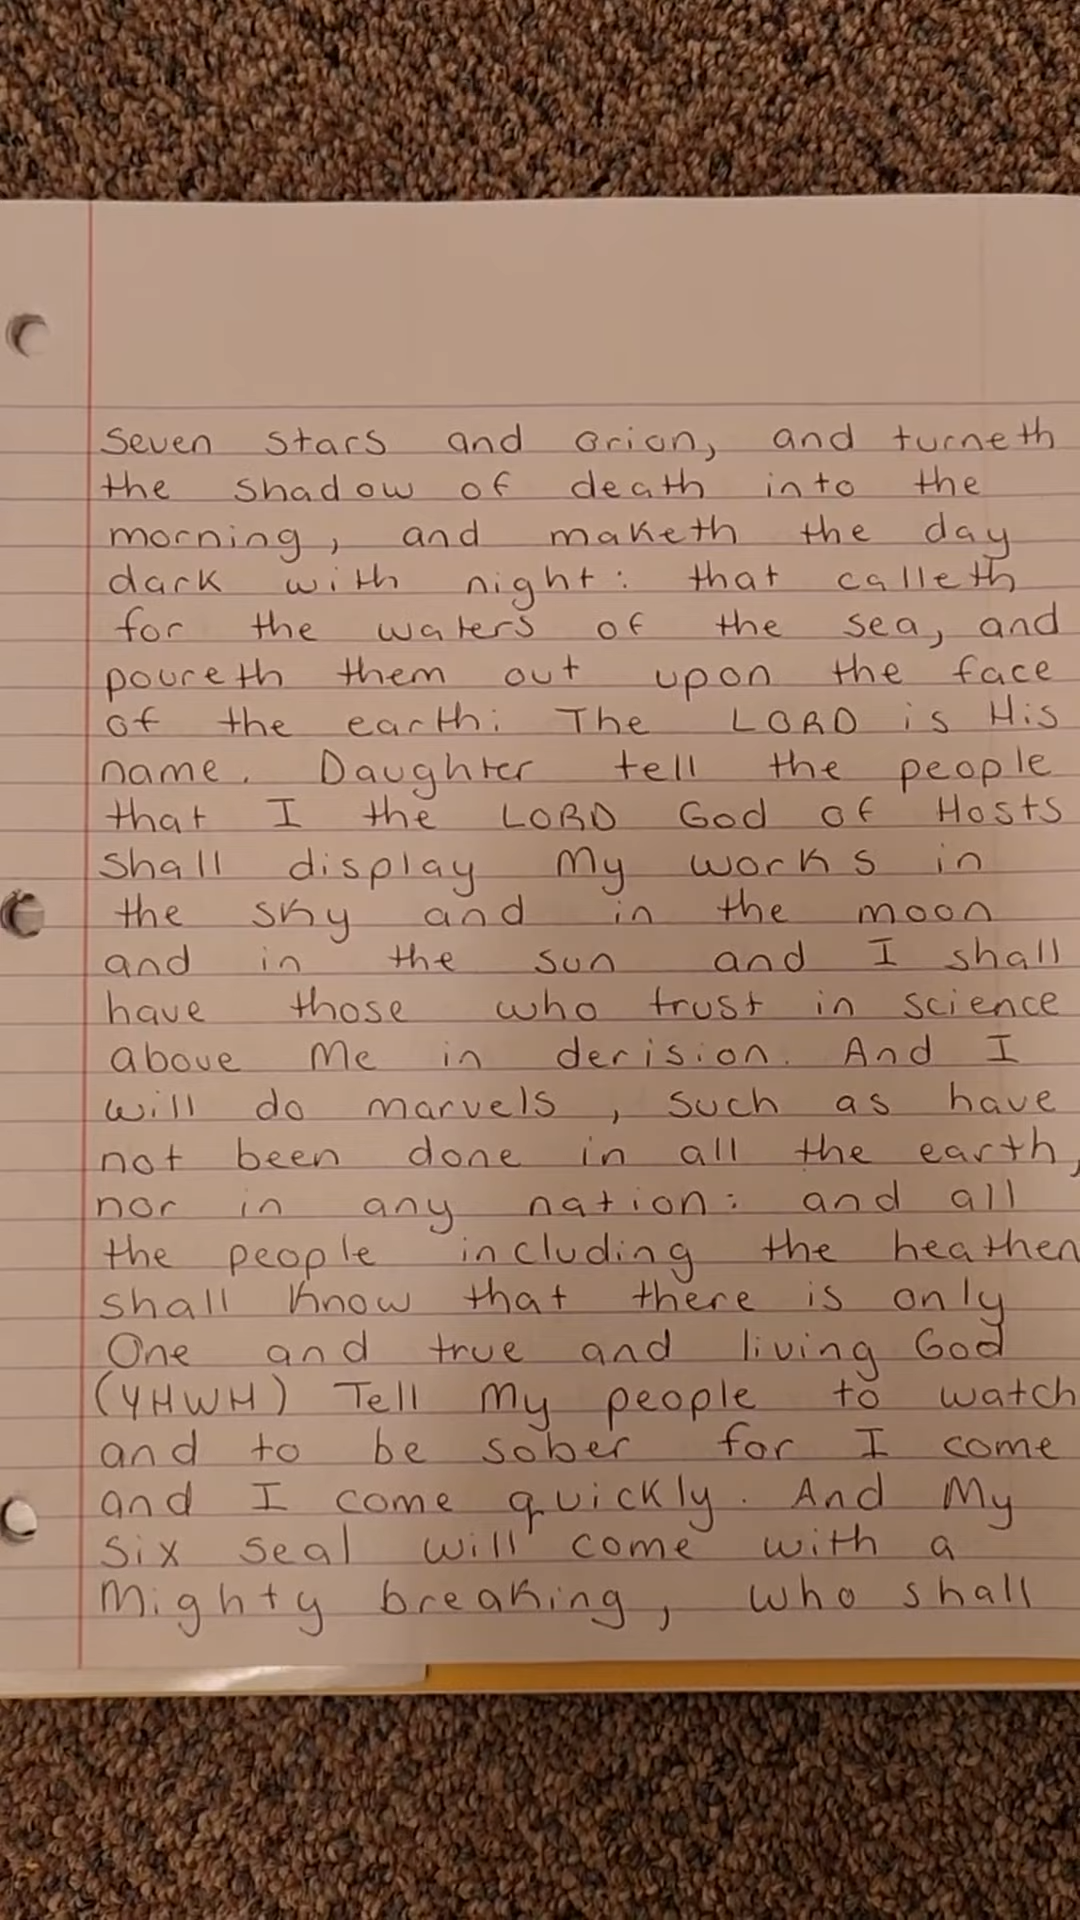 Seven stars and orion, and turneth
the shadow of death into the
morning, and maketh the day
dark with night: that calleth
for the waters of the sea, and
poureth them out upon the face
of the earth: The LORD is His
name. Daughter tell the people
that I the LORD God of Hosts
shall display My works in
the sky and in the moon
and in the sun and I shall
have those who trust in science
above Me in derision. And I
will do marvels, such as have
not been done in all the earth,
nor in any nation: and all
the people including the heathen
shall know that there is only
One and true and living God
(YHWH) Tell My people to watch
and to be sober for I come
and I come quickly. And My
six seal will come with a
Mighty breaking, who shall